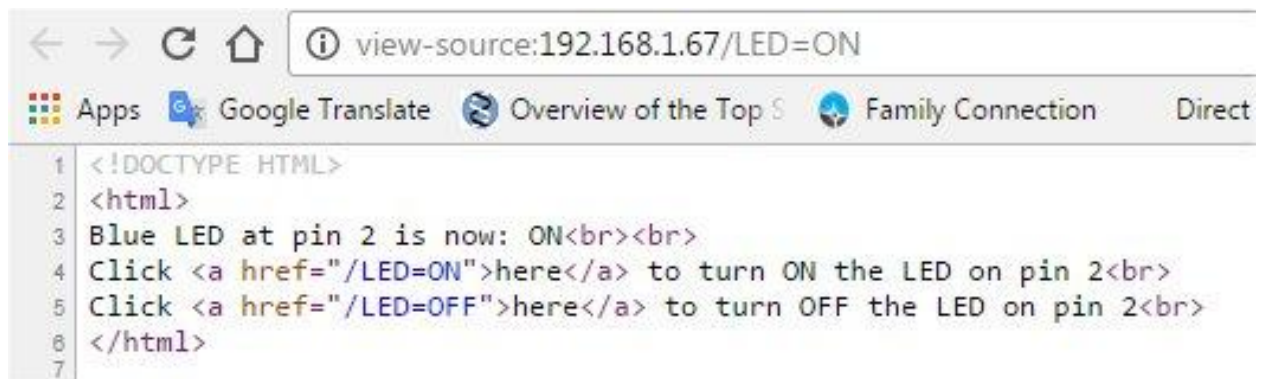 view-source:192.168.1.67/LED=ON
Apps Google Translate Overview of the Top S Family Connection Direct
1 <!DOCTYPE HTML>
2 <html>
3 Blue LED at pin 2 is now: ON<br><br>
4 Click <a href="/LED=ON">here</a> to turn ON the LED on pin 2<br>
5 Click <a href="/LED=OFF">here</a> to turn OFF the LED on pin 2<br>
6 </html>
7